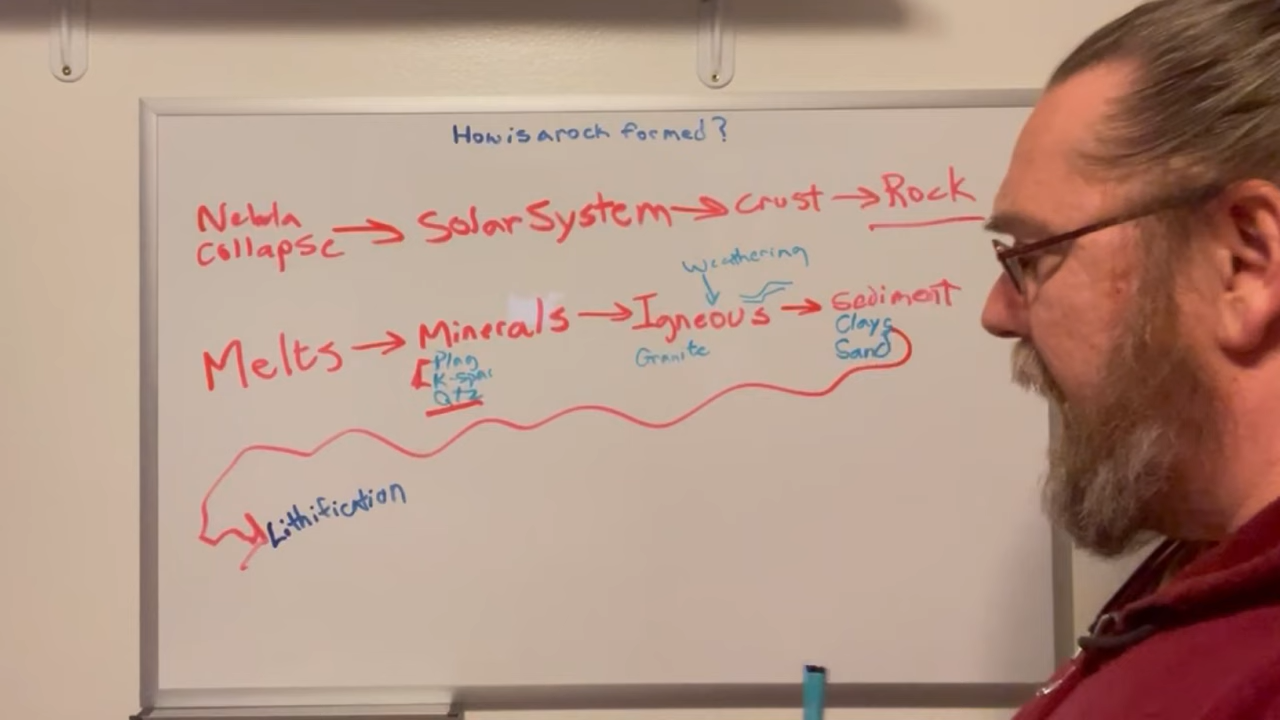 How is a rock formed?
Nebula collapse → Solar System → Crust → Rock
Weathering
Melts → Minerals → Igneous → Sediment
Plag
K-spar
Qtz
Granite
Clays
Sand
Lithification